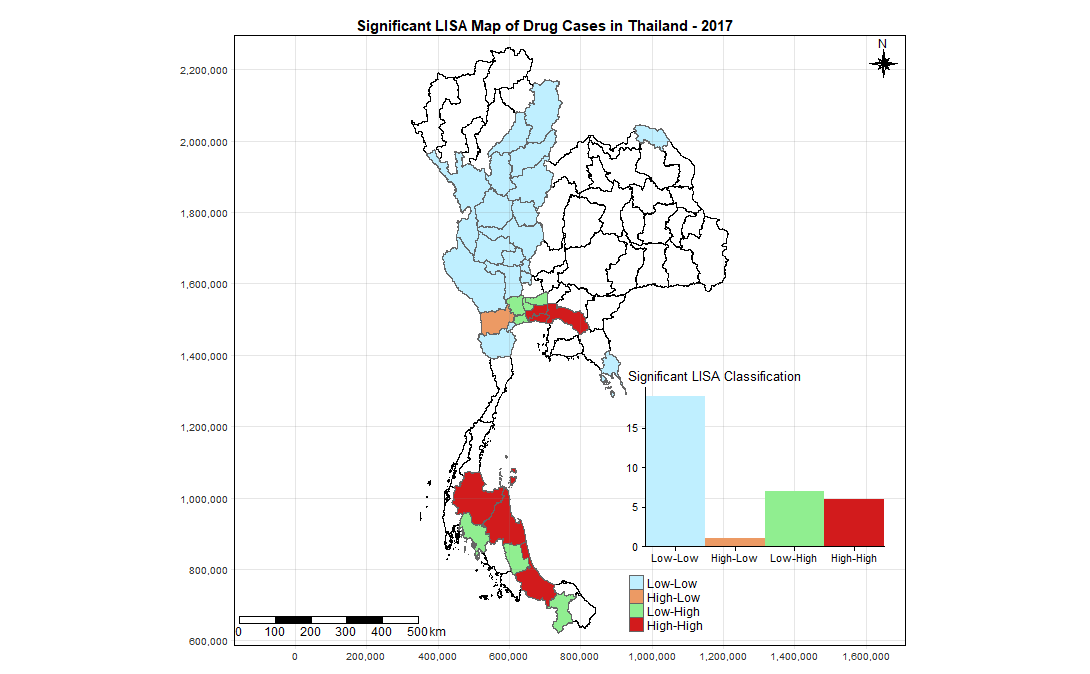 Significant LISA Map of Drug Cases in Thailand - 2017
N
2,200,000
2,000,000
1,800,000
1,600,000
1,400,000
1,200,000
1,000,000
800,000
600,000
Significant LISA Classification
15
10
5
0
Low-Low High-Low Low-High High-High
Low-Low
High-Low
Low-High
High-High
0 100 200 300 400 500 km
0 200,000 400,000 600,000 800,000 1,000,000 1,200,000 1,400,000 1,600,000